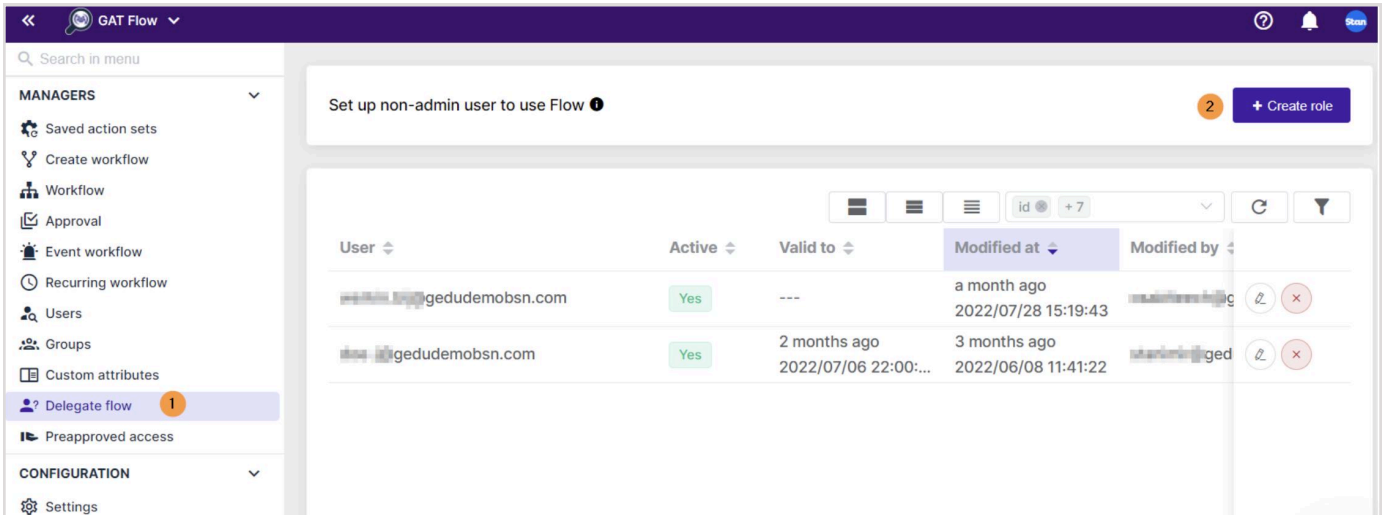 GAT Flow
Stan
Search in menu
MANAGERS
Saved action sets
Create workflow
Workflow
Approval
Event workflow
Recurring workflow
Users
Groups
Custom attributes
Delegate flow 1
Preapproved access
CONFIGURATION
Settings
Set up non-admin user to use Flow
2 + Create role
id +7
User Active Valid to Modified at Modified by
gedudemobsn.com Yes --- a month ago
2022/07/28 15:19:43
gedudemobsn.com Yes 2 months ago 3 months ago ged
2022/07/06 22:00:... 2022/06/08 11:41:22